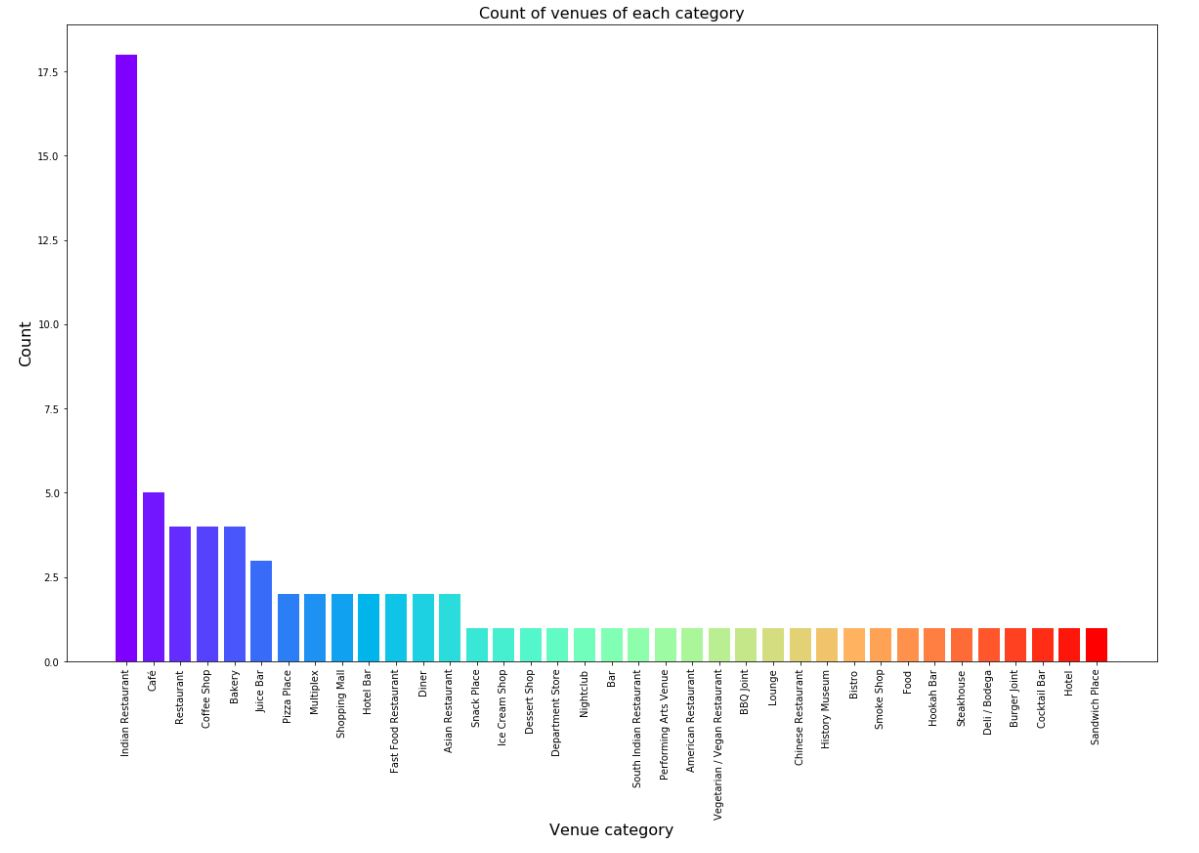 Count of venues of each category
Count
17.5
15.0
12.5
10.0
7.5
5.0
2.5
0.0
Indian Restaurant
Café
Restaurant
Coffee Shop
Bakery
Juice Bar
Pizza Place
Multiplex
Shopping Mall
Hotel Bar
Fast Food Restaurant
Diner
Asian Restaurant
Snack Place
Ice Cream Shop
Dessert Shop
Department Store
Nightclub
Bar
South Indian Restaurant
Performing Arts Venue
American Restaurant
Vegetarian / Vegan Restaurant
BBQ Joint
Lounge
Chinese Restaurant
History Museum
Bistro
Smoke Shop
Food
Hookah Bar
Steakhouse
Deli / Bodega
Burger Joint
Cocktail Bar
Hotel
Sandwich Place
Venue category